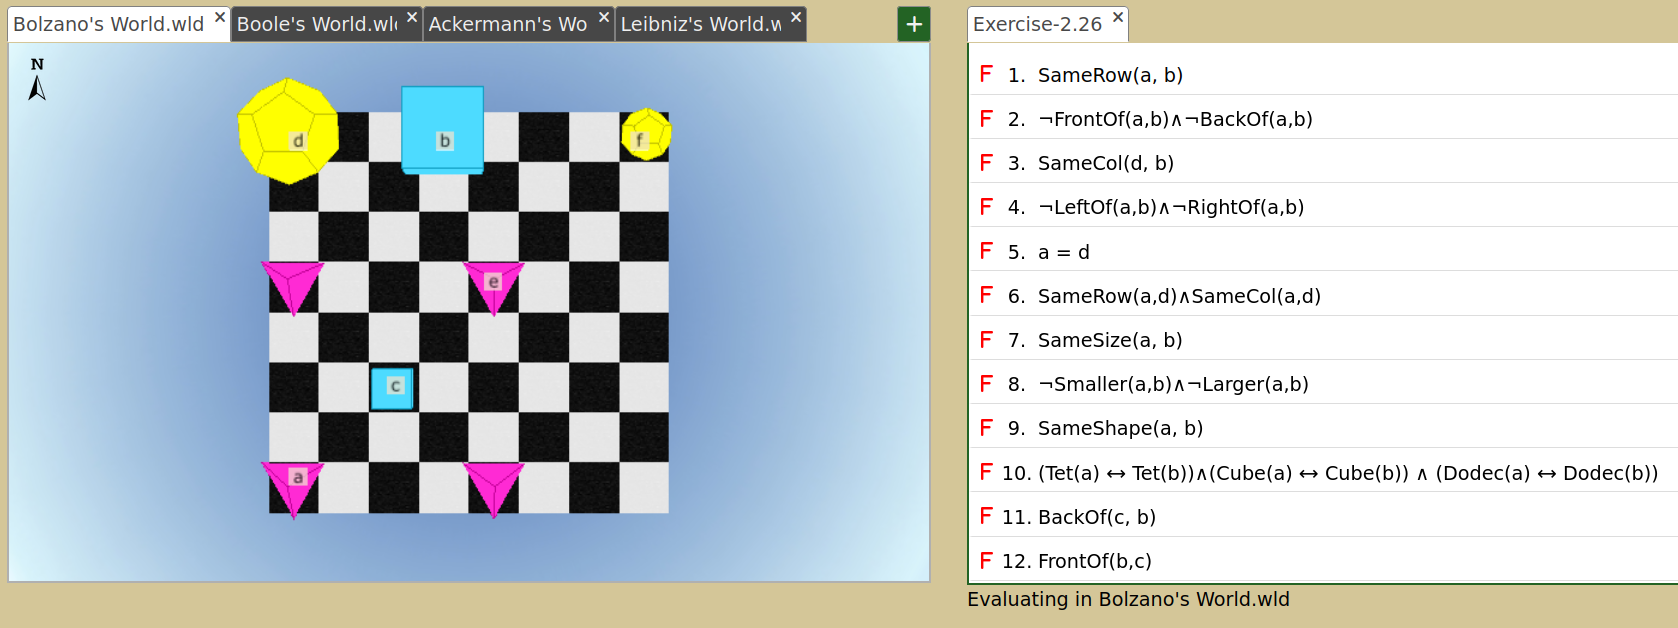 Bolzano's World.wld × Boole's World.wl × Ackermann's Wo × Leibniz's World.w × +
Exercise-2.26 ×
N
d b f
e
c
a
F 1. SameRow(a, b)
F 2. ¬FrontOf(a,b)∧¬BackOf(a,b)
F 3. SameCol(d, b)
F 4. ¬LeftOf(a,b)∧¬RightOf(a,b)
F 5. a = d
F 6. SameRow(a,d)∧SameCol(a,d)
F 7. SameSize(a, b)
F 8. ¬Smaller(a,b)∧¬Larger(a,b)
F 9. SameShape(a, b)
F 10. (Tet(a) ↔ Tet(b))∧(Cube(a) ↔ Cube(b)) ∧ (Dodec(a) ↔ Dodec(b))
F 11. BackOf(c, b)
F 12. FrontOf(b,c)
Evaluating in Bolzano's World.wld